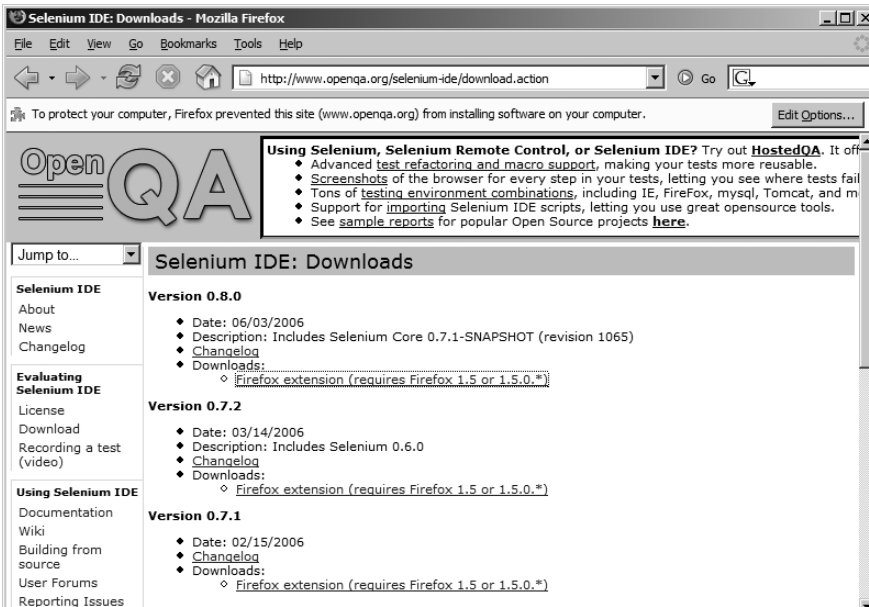 Selenium IDE: Downloads - Mozilla Firefox
File Edit View Go Bookmarks Tools Help
http://www.openqa.org/selenium-ide/download.action Go G
To protect your computer, Firefox prevented this site (www.openqa.org) from installing software on your computer. Edit Options...
Open QA
Using Selenium, Selenium Remote Control, or Selenium IDE? Try out HostedQA. It off
Advanced test refactoring and macro support, making your tests more reusable.
Screenshots of the browser for every step in your tests, letting you see where tests fail
Tons of testing environment combinations, including IE, FireFox, mysql, Tomcat, and m
Support for importing Selenium IDE scripts, letting you use great opensource tools.
See sample reports for popular Open Source projects here.
Jump to...
Selenium IDE
About
News
Changelog
Evaluating
Selenium IDE
License
Download
Recording a test
(video)
Using Selenium IDE
Documentation
Wiki
Building from
source
User Forums
Reporting Issues
Selenium IDE: Downloads
Version 0.8.0
Date: 06/03/2006
Description: Includes Selenium Core 0.7.1-SNAPSHOT (revision 1065)
Changelog
Downloads:
Firefox extension (requires Firefox 1.5 or 1.5.0.*)
Version 0.7.2
Date: 03/14/2006
Description: Includes Selenium 0.6.0
Changelog
Downloads:
Firefox extension (requires Firefox 1.5 or 1.5.0.*)
Version 0.7.1
Date: 02/15/2006
Changelog
Downloads:
Firefox extension (requires Firefox 1.5 or 1.5.0.*)